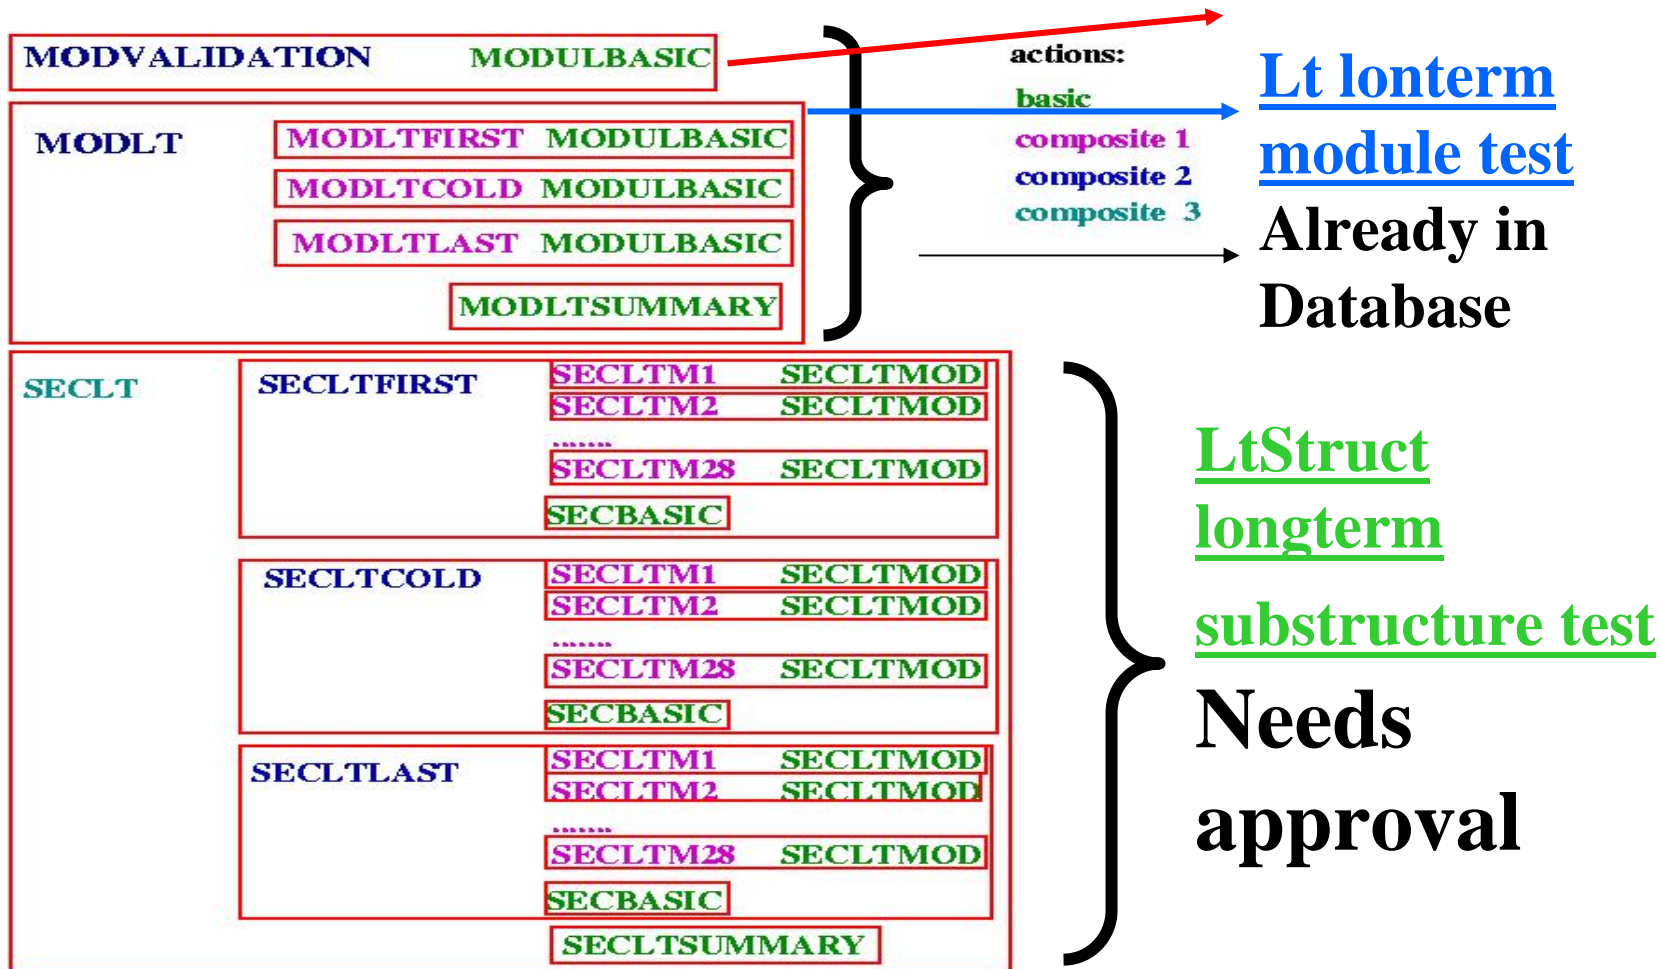 MODVALIDATION MODULBASIC
MODLT
MODLTFIRST MODULBASIC
MODLTCOLD MODULBASIC
MODLTLAST MODULBASIC
MODLTSUMMARY
actions:
basic
composite 1
composite 2
composite 3
Lt lonterm
module test
Already in
Database
SECLT
SECLTFIRST
SECLTM1 SECLTMOD
SECLTM2 SECLTMOD
.......
SECLTM28 SECLTMOD
SECBASIC
SECLTCOLD
SECLTM1 SECLTMOD
SECLTM2 SECLTMOD
.......
SECLTM28 SECLTMOD
SECBASIC
SECLTLAST
SECLTM1 SECLTMOD
SECLTM2 SECLTMOD
.......
SECLTM28 SECLTMOD
SECBASIC
SECLTSUMMARY
LtStruct
longterm
substructure test
Needs
approval